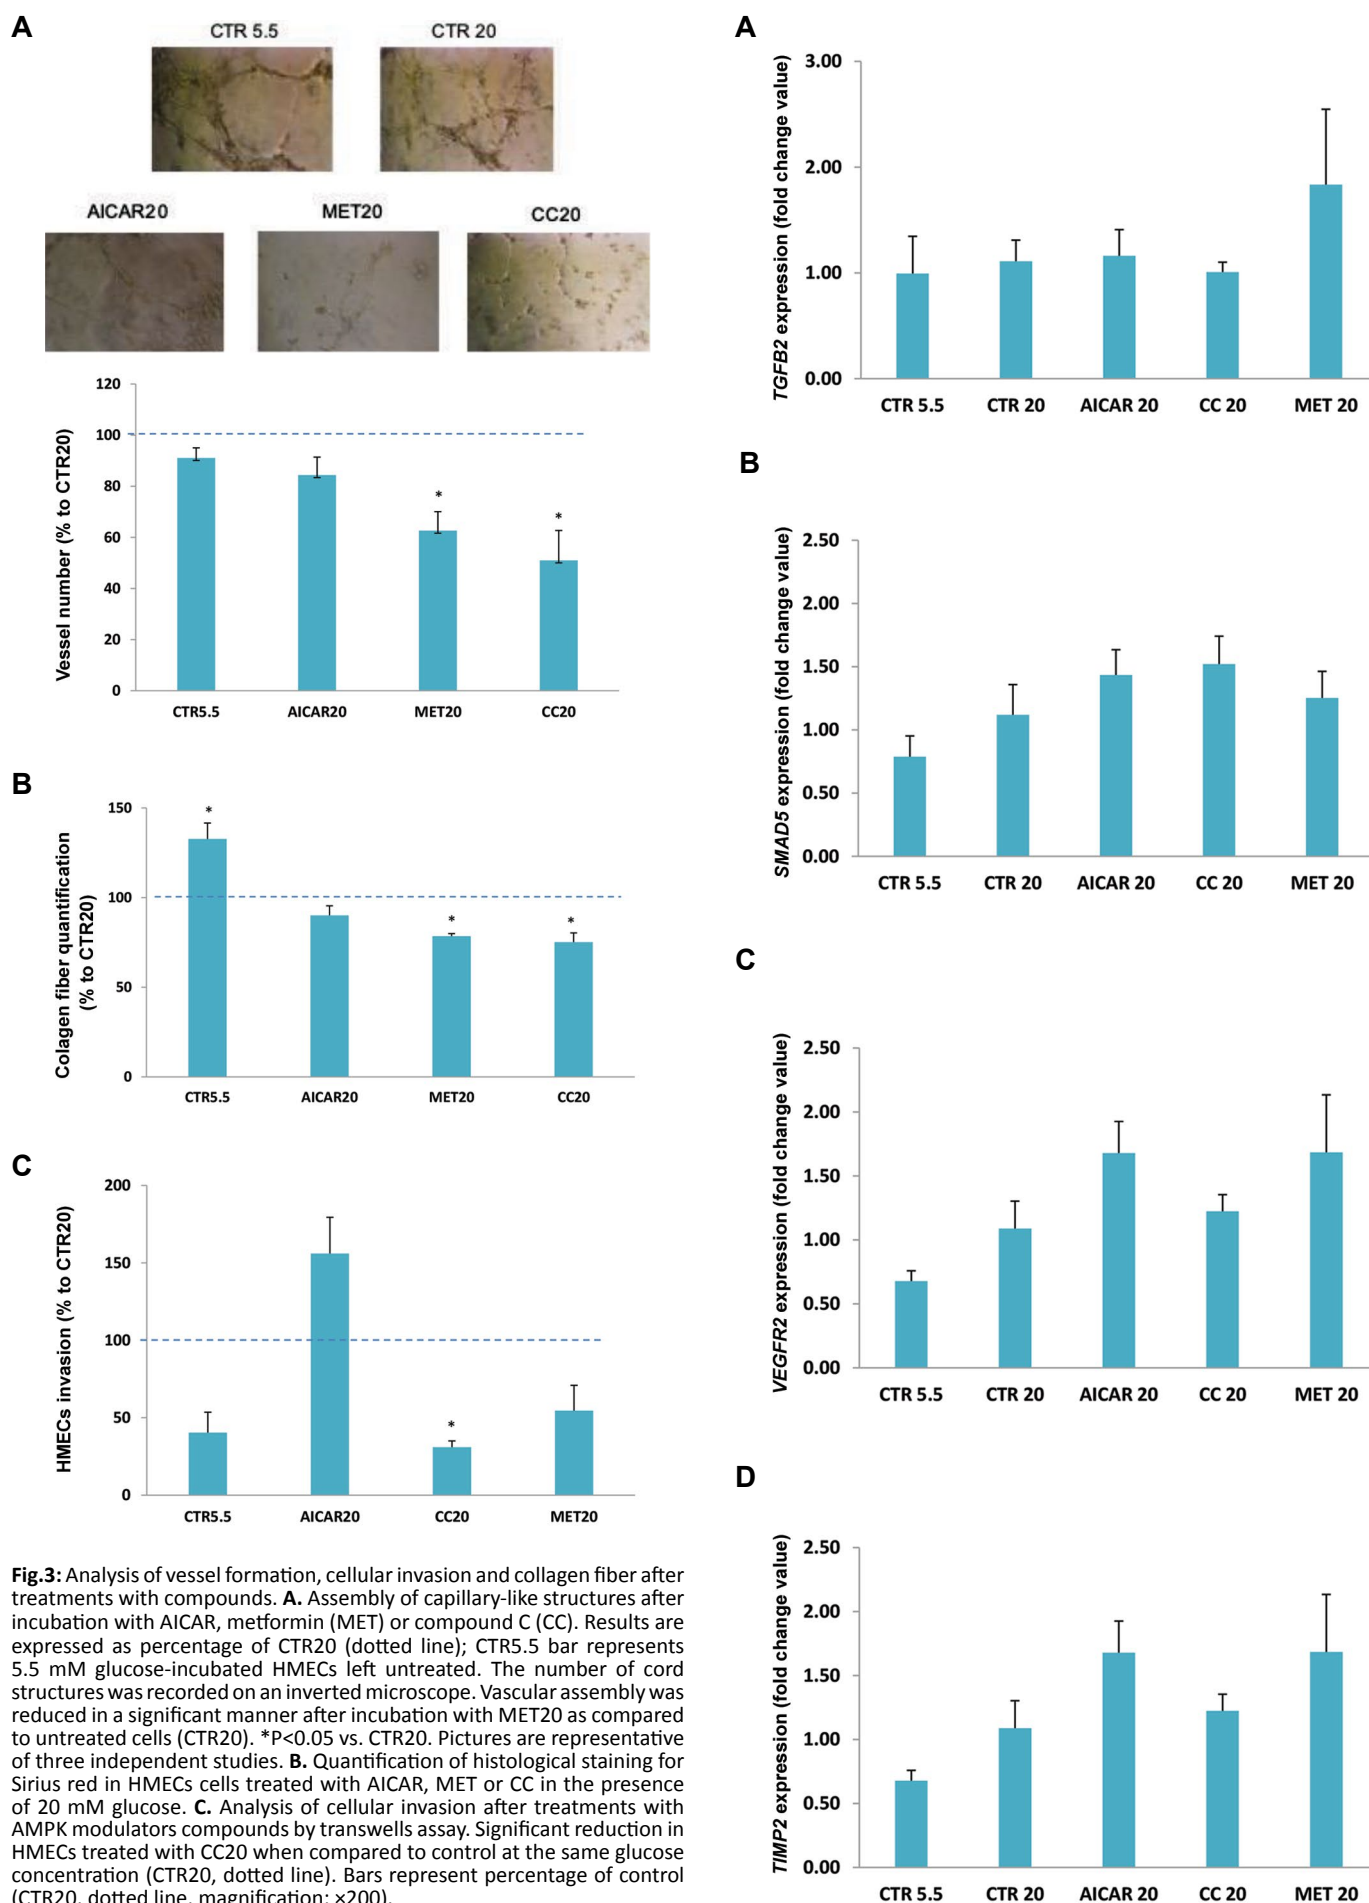 A
CTR 5.5
CTR 20
AICAR20
MET20
CC20
Vessel number (% to CTR20)
120
100
80
60
40
20
0
*
*
CTR5.5
AICAR20
MET20
CC20
B
Colagen fiber quantification
(% to CTR20)
150
100
50
0
*
*
*
CTR5.5
AICAR20
MET20
CC20
C
HMECs invasion (% to CTR20)
200
150
100
50
0
*
CTR5.5
AICAR20
CC20
MET20
Fig.3: Analysis of vessel formation, cellular invasion and collagen fiber after
treatments with compounds. A. Assembly of capillary-like structures after
incubation with AICAR, metformin (MET) or compound C (CC). Results are
expressed as percentage of CTR20 (dotted line); CTR5.5 bar represents
5.5 mM glucose-incubated HMECs left untreated. The number of cord
structures was recorded on an inverted microscope. Vascular assembly was
reduced in a significant manner after incubation with MET20 as compared
to untreated cells (CTR20). *P<0.05 vs. CTR20. Pictures are representative
of three independent studies. B. Quantification of histological staining for
Sirius red in HMECs cells treated with AICAR, MET or CC in the presence
of 20 mM glucose. C. Analysis of cellular invasion after treatments with
AMPK modulators compounds by transwells assay. Significant reduction in
HMECs treated with CC20 when compared to control at the same glucose
concentration (CTR20, dotted line). Bars represent percentage of control
(CTR20, dotted line, magnification: ×200).
A
TGFB2 expression (fold change value)
3.00
2.00
1.00
0.00
CTR 5.5
CTR 20
AICAR 20
CC 20
MET 20
B
SMAD5 expression (fold change value)
2.50
2.00
1.50
1.00
0.50
0.00
CTR 5.5
CTR 20
AICAR 20
CC 20
MET 20
C
VEGFR2 expression (fold change value)
2.50
2.00
1.50
1.00
0.50
0.00
CTR 5.5
CTR 20
AICAR 20
CC 20
MET 20
D
TIMP2 expression (fold change value)
2.50
2.00
1.50
1.00
0.50
0.00
CTR 5.5
CTR 20
AICAR 20
CC 20
MET 20